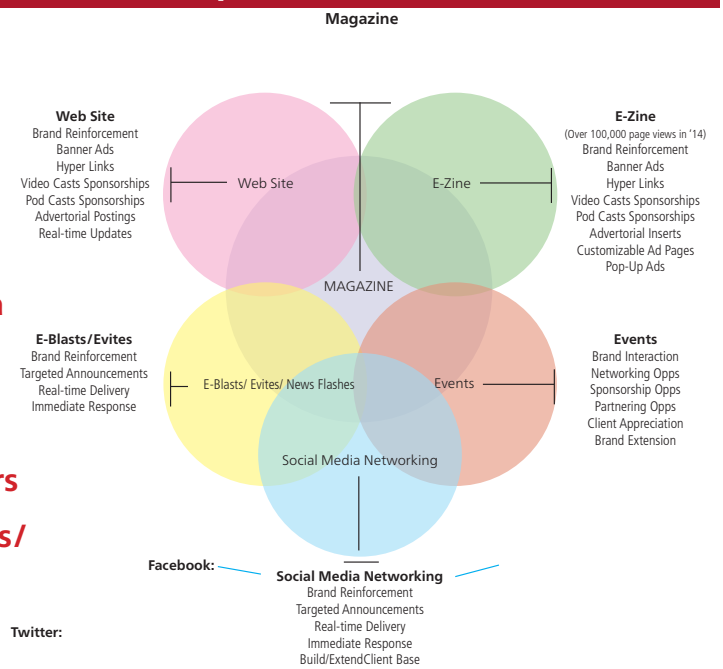 Magazine
Web Site
Brand Reinforcement
Banner Ads
Hyper Links
Video Casts Sponsorships
Pod Casts Sponsorships
Advertorial Postings
Real-time Updates
E-Zine
(Over 100,000 page views in '14)
Brand Reinforcement
Banner Ads
Hyper Links
Video Casts Sponsorships
Pod Casts Sponsorships
Advertorial Inserts
Customizable Ad Pages
Pop-Up Ads
Web Site
E-Zine
MAGAZINE
E-Blasts/Evites
Brand Reinforcement
Targeted Announcements
Real-time Delivery
Immediate Response
E-Blasts/ Evites/ News Flashes
Events
Events
Brand Interaction
Networking Opps
Sponsorship Opps
Partnering Opps
Client Appreciation
Brand Extension
Social Media Networking
rs
s/
Facebook:
Social Media Networking
Brand Reinforcement
Targeted Announcements
Real-time Delivery
Immediate Response
Build/ExtendClient Base
Twitter: